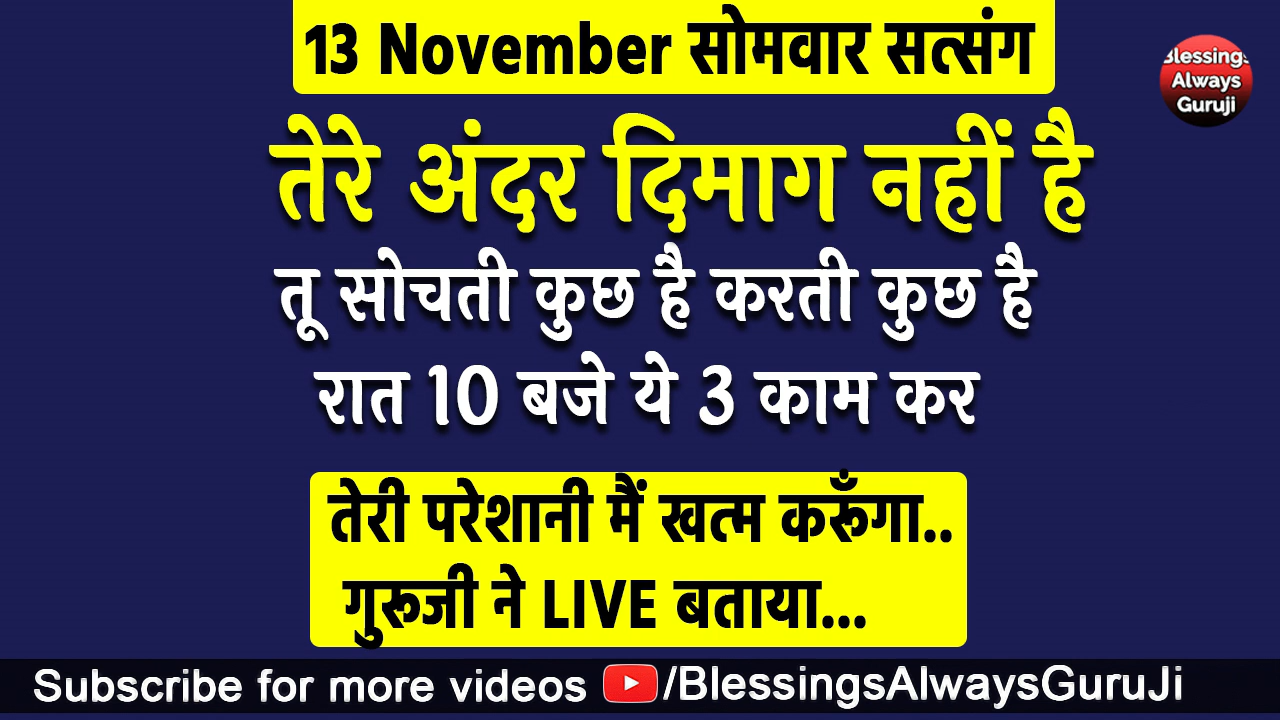 13 November सोमवार सत्संग
Blessings
Always
Guruji
तेरे अंदर दिमाग नहीं है
तू सोचती कुछ है करती कुछ है
रात 10 बजे ये 3 काम कर
तेरी परेशानी मैं खत्म करूँगा..
गुरूजी ने LIVE बताया...
Subscribe for more videos /BlessingsAlwaysGuruJi